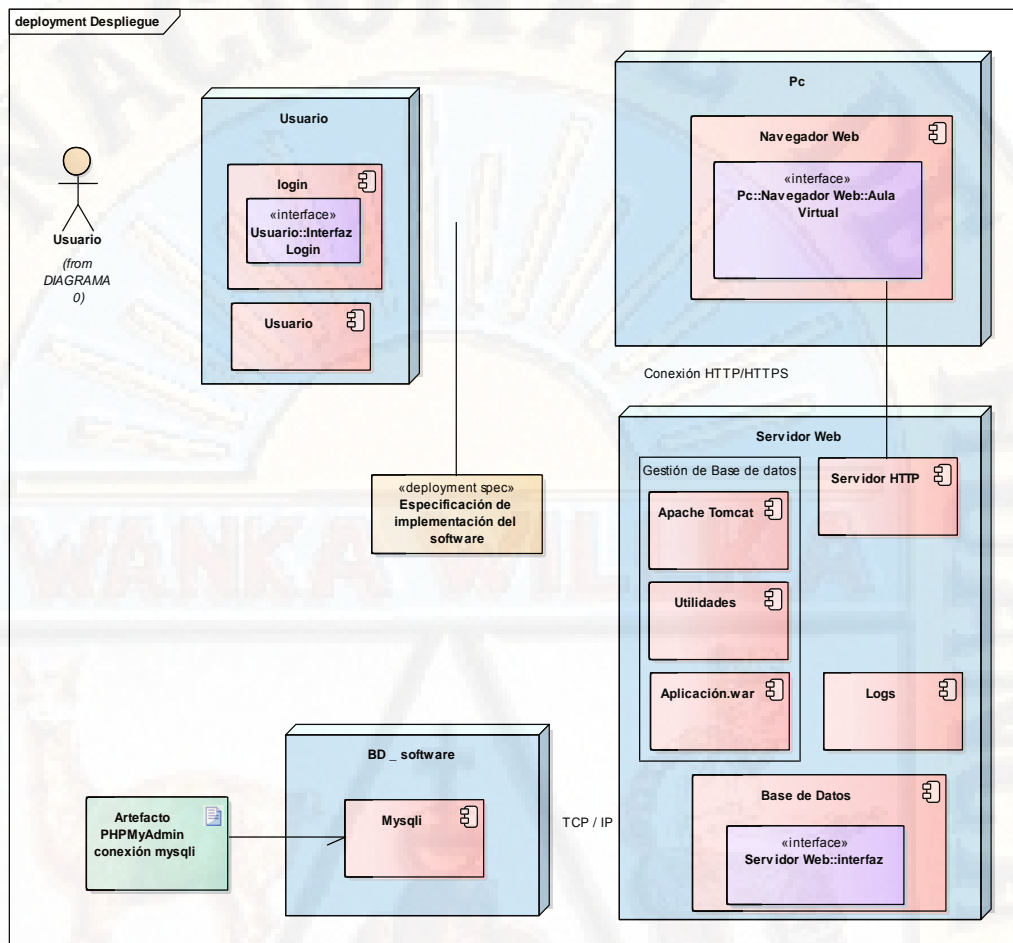 deployment Despliegue
Usuario
(from
DIAGRAMA
0)
Usuario
login
«interface»
Usuario::Interfaz
Login
Usuario
Pc
Navegador Web
«interface»
Pc::Navegador Web::Aula
Virtual
Conexión HTTP/HTTPS
«deployment spec»
Especificación de
implementación del
software
Servidor Web
Gestión de Base de datos
Apache Tomcat
Utilidades
Aplicación.war
Servidor HTTP
Logs
Base de Datos
«interface»
Servidor Web::interfaz
BD _ software
Mysqli
TCP / IP
Artefacto
PHPMyAdmin
conexión mysqli
NACIONAL
WANKA WILLKA